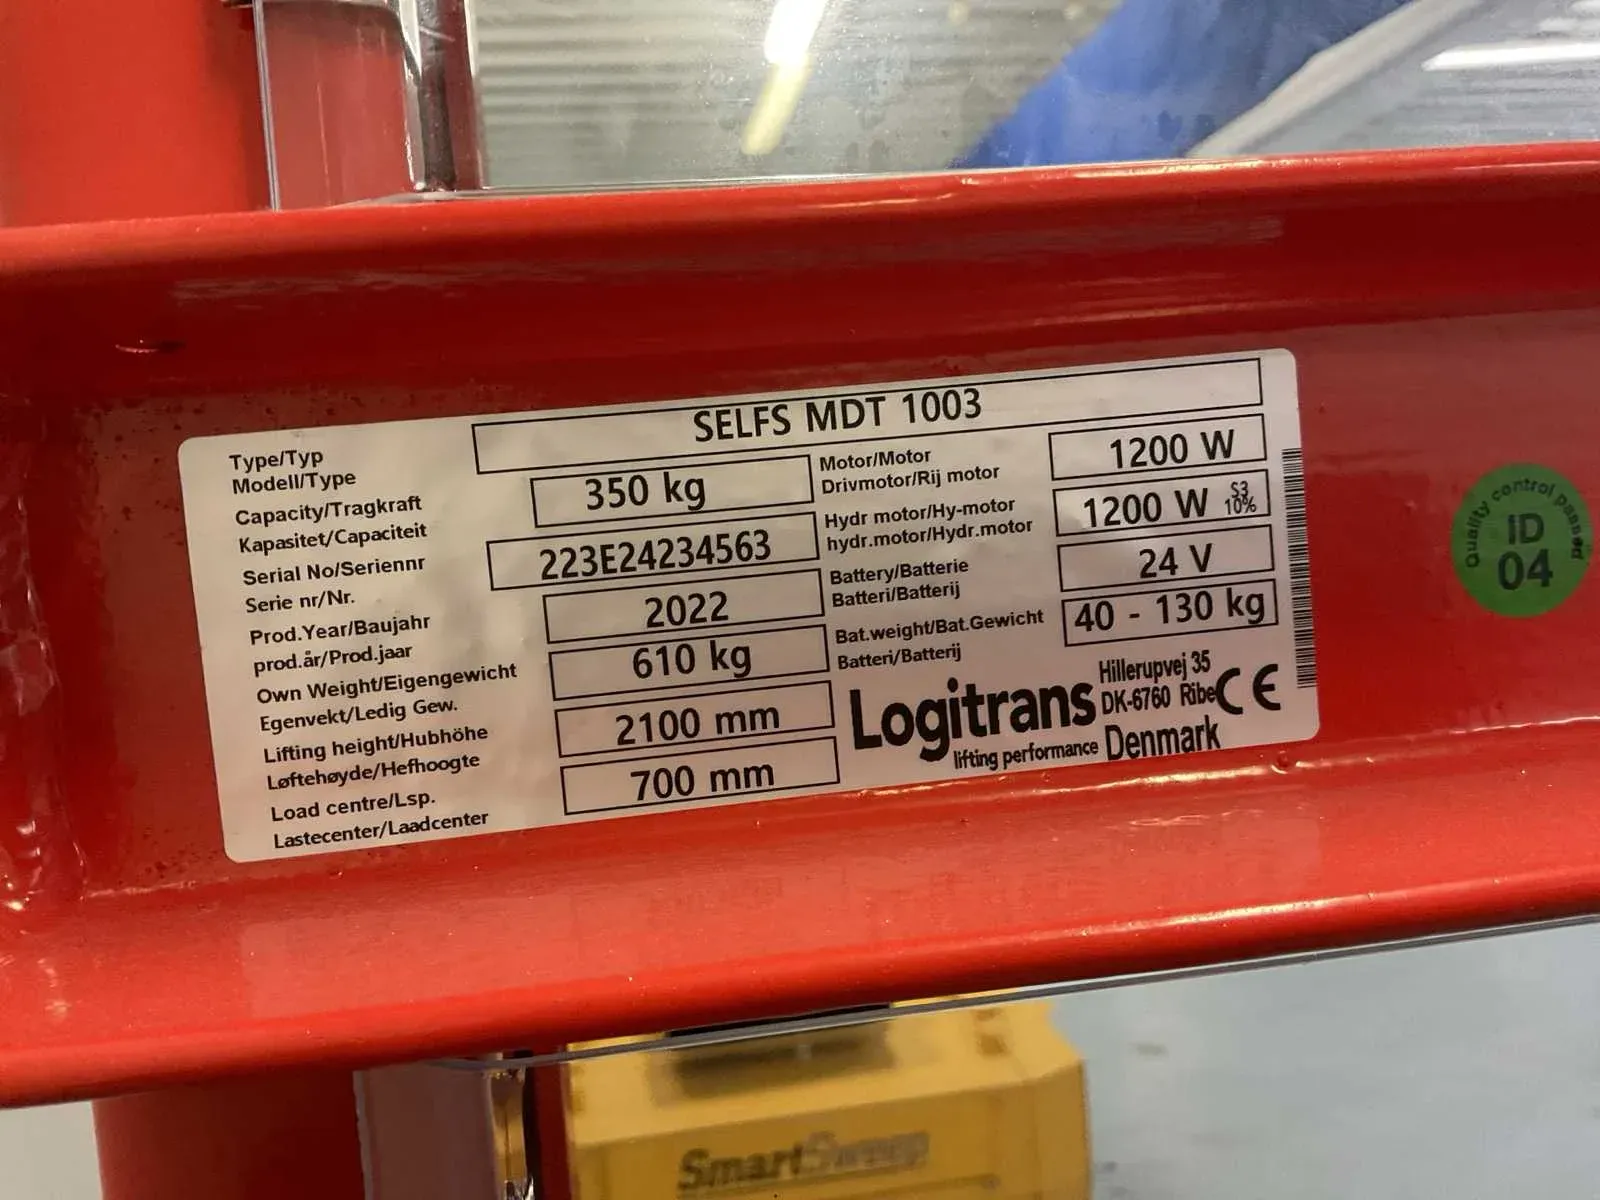 SELFS MDT 1003
Type/Typ
Modell/Type
Capacity/Tragkraft
Kapasitet/Capaciteit
350 kg
Serial No/Seriennr
Serie nr/Nr.
223E24234563
Prod.Year/Baujahr
prod.år/Prod.jaar
2022
Own Weight/Eigengewicht
Egenvekt/Ledig Gew.
610 kg
Lifting height/Hubhöhe
Løftehøyde/Hefhoogte
2100 mm
Load centre/Lsp.
Lastecenter/Laadcenter
700 mm
Motor/Motor
Drivmotor/Rij motor
1200 W
Hydr motor/Hy-motor
hydr.motor/Hydr.motor
1200 W S3 10%
Battery/Batterie
Batteri/Batterij
24 V
Bat.weight/Bat.Gewicht
Batteri/Batterij
40 - 130 kg
Logitrans
lifting performance
Hillerupvej 35
DK-6760 Ribe
Denmark
CE
quality control passed
ID
04
SmartSweep